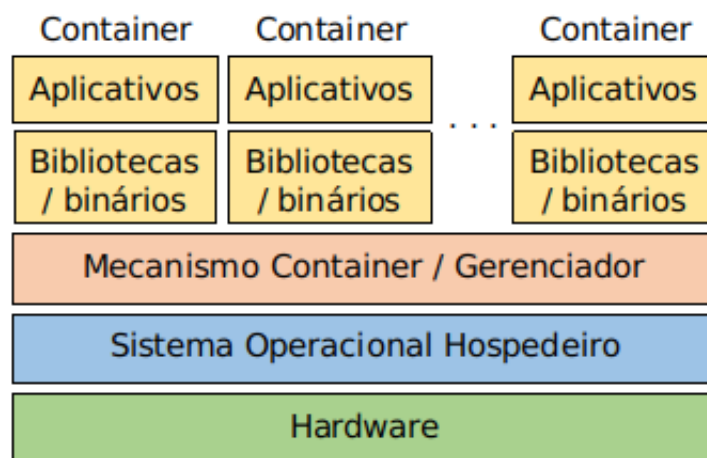 Container Container Container
Aplicativos Aplicativos Aplicativos
. . .
Bibliotecas Bibliotecas Bibliotecas
/ binários / binários / binários
Mecanismo Container / Gerenciador
Sistema Operacional Hospedeiro
Hardware